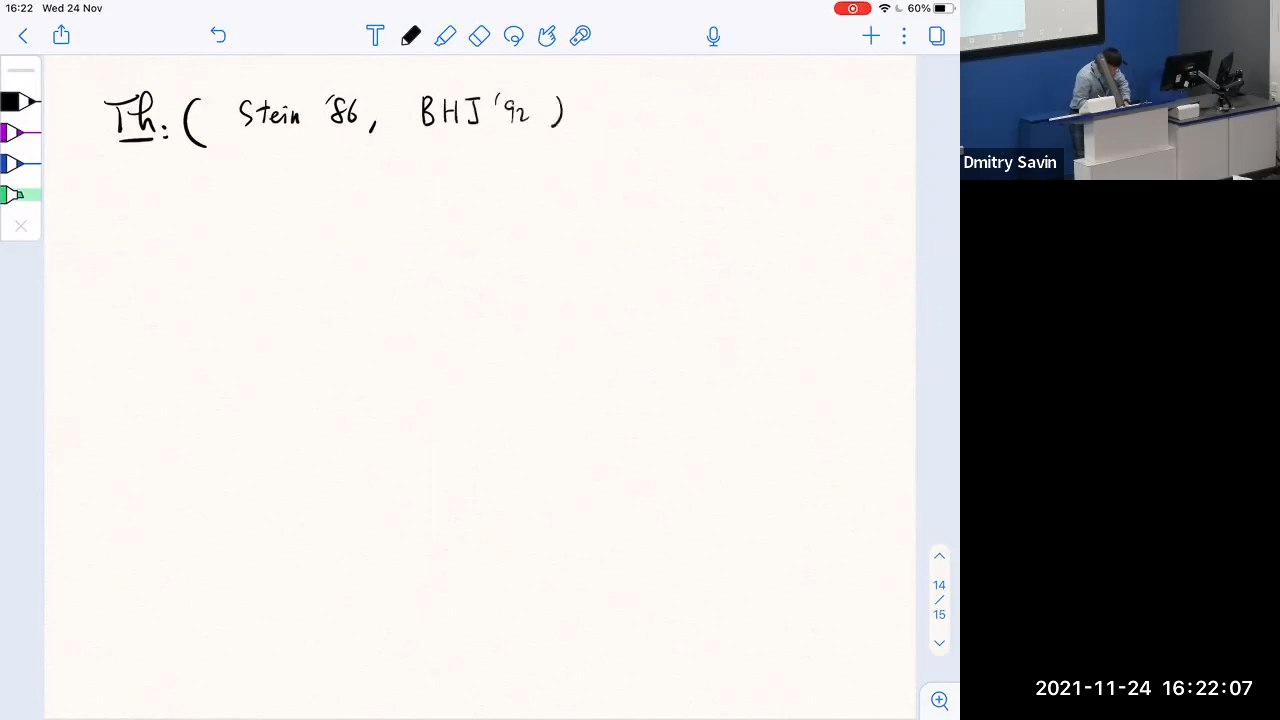 16:22 Wed 24 Nov
60%
T
Th: ( Stein '86, BHJ '92 )
Dmitry Savin
14
/
15
2021-11-24 16:22:07